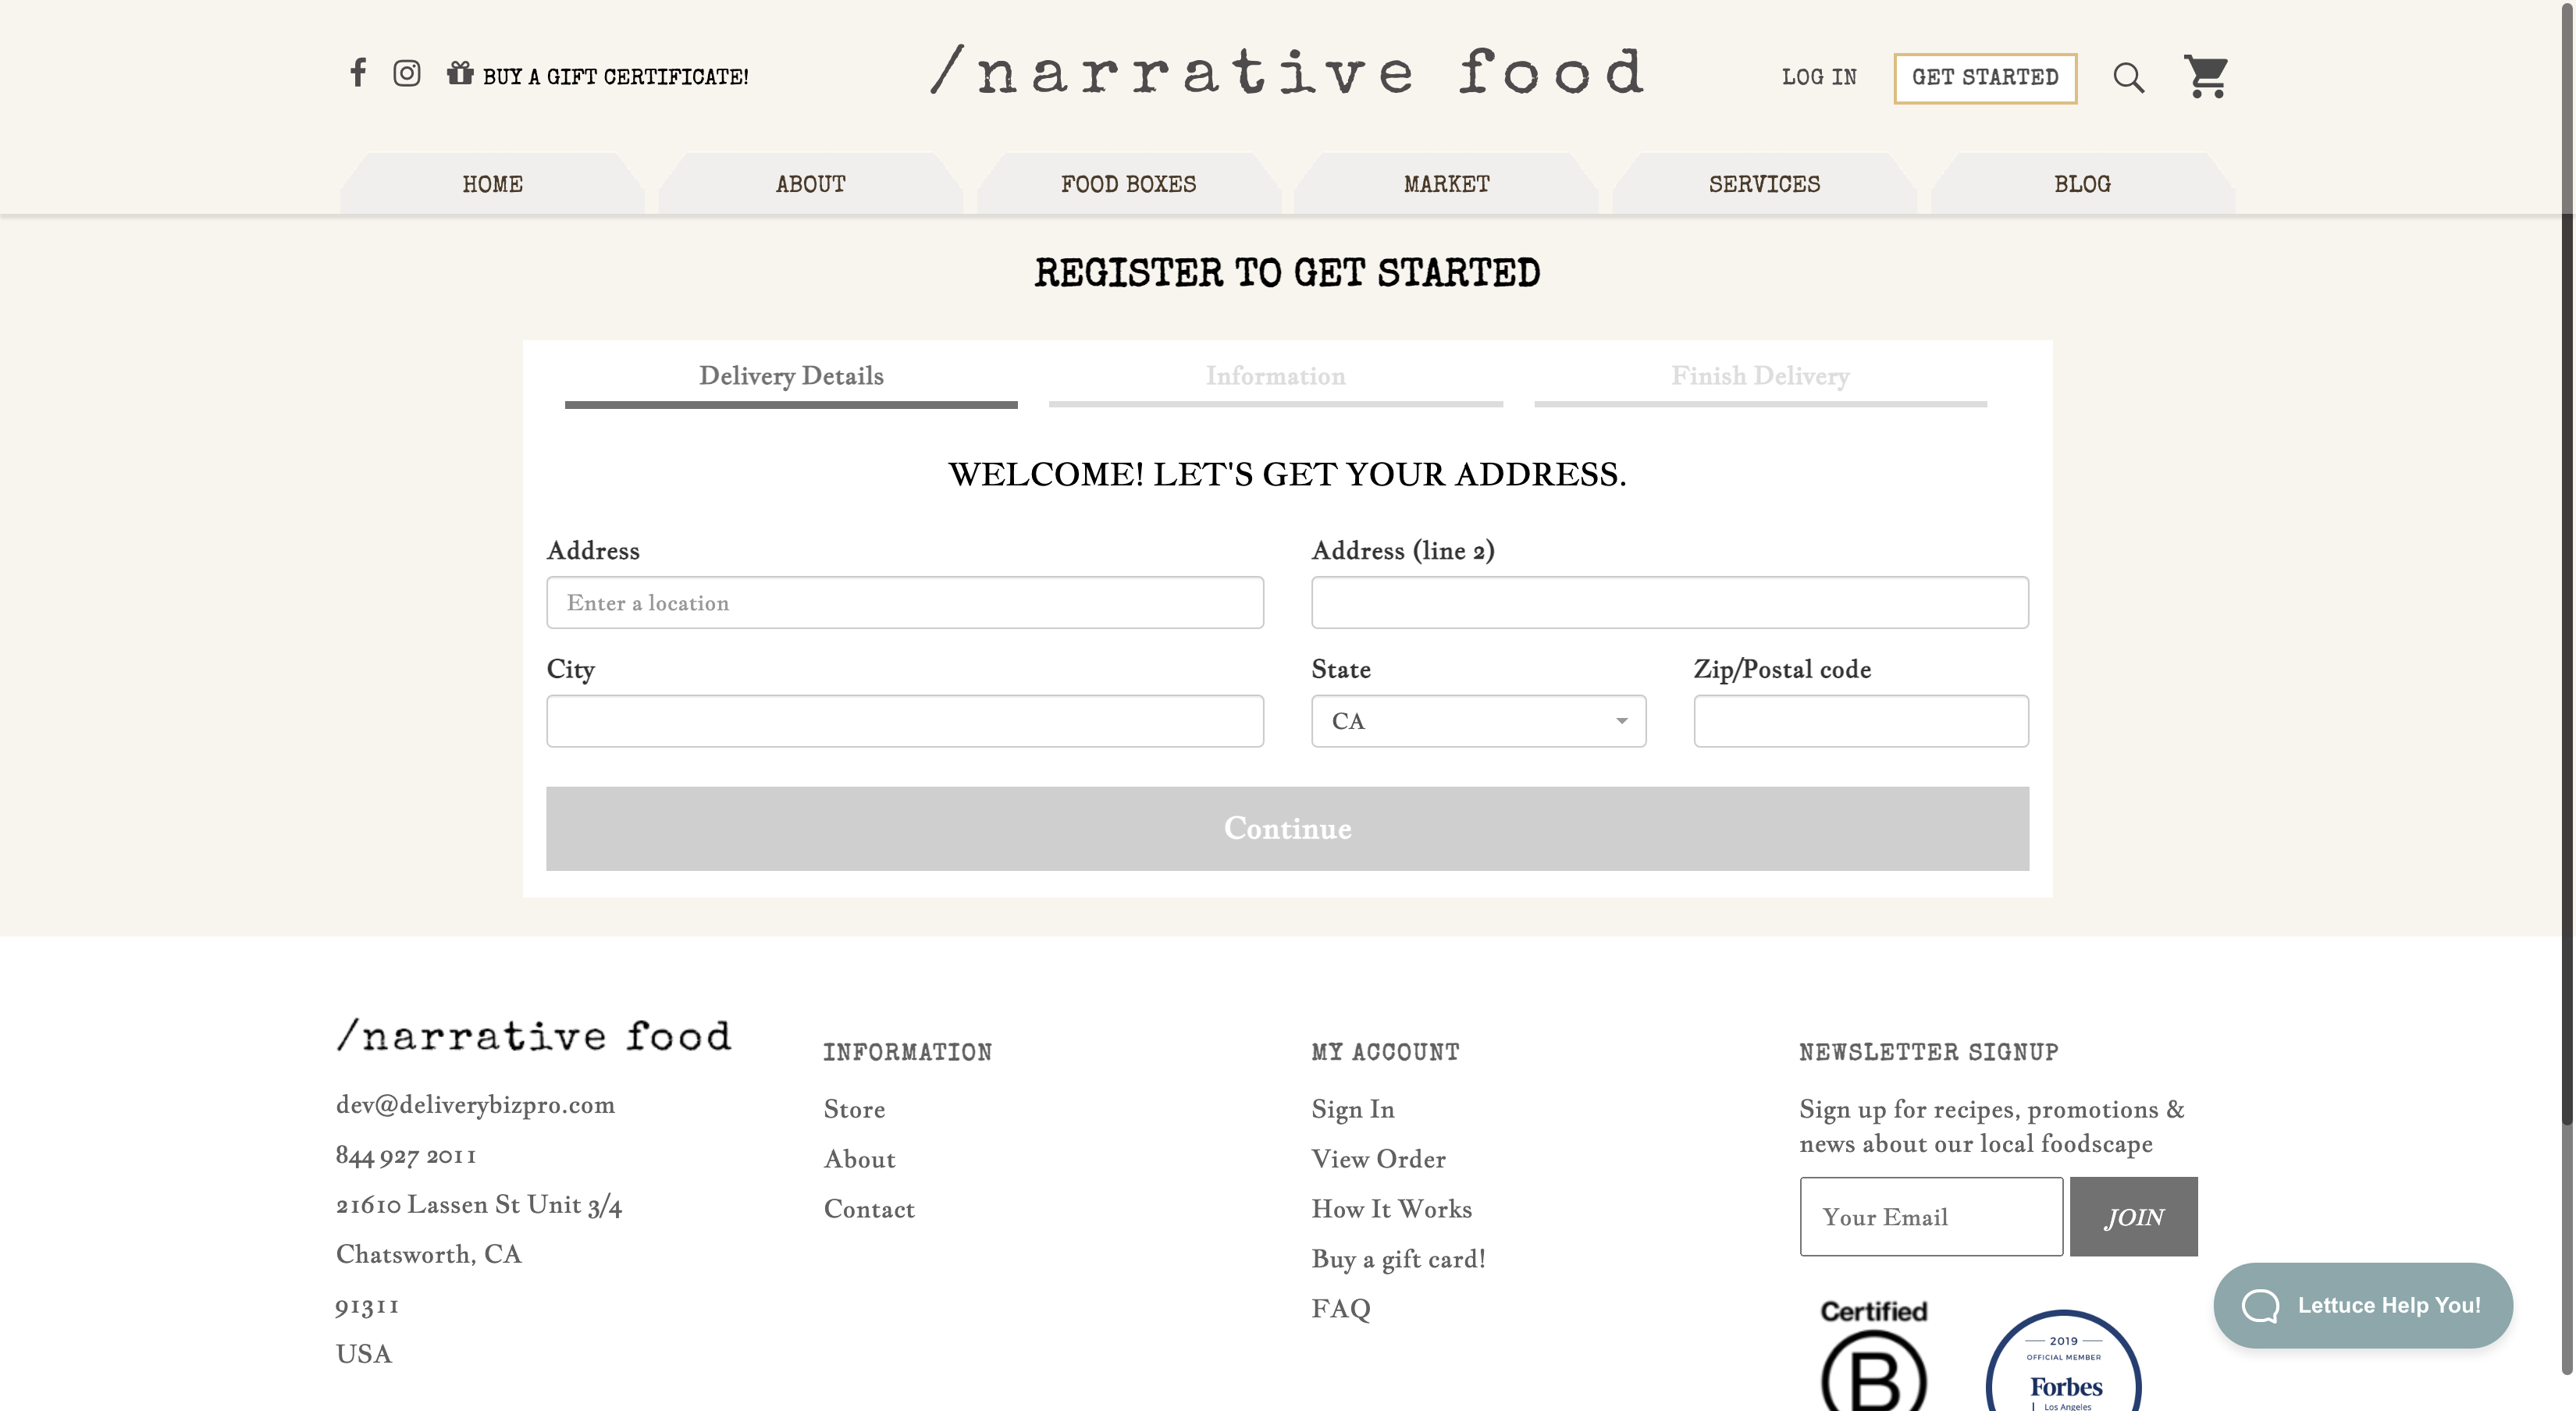 BUY A GIFT CERTIFICATE!
/narrative food
LOG IN
GET STARTED
HOME
ABOUT
FOOD BOXES
MARKET
SERVICES
BLOG
REGISTER TO GET STARTED
Delivery Details
Information
Finish Delivery
WELCOME! LET'S GET YOUR ADDRESS.
Address
Address (line 2)
Enter a location
City
State
Zip/Postal code
CA
Continue
/narrative food
dev@deliverybizpro.com
844 927 2011
21610 Lassen St Unit 3/4
Chatsworth, CA
91311
USA
INFORMATION
Store
About
Contact
MY ACCOUNT
Sign In
View Order
How It Works
Buy a gift card!
FAQ
NEWSLETTER SIGNUP
Sign up for recipes, promotions &
news about our local foodscape
Your Email
JOIN
Certified
B
2019
OFFICIAL MEMBER
Forbes
Los Angeles
Lettuce Help You!